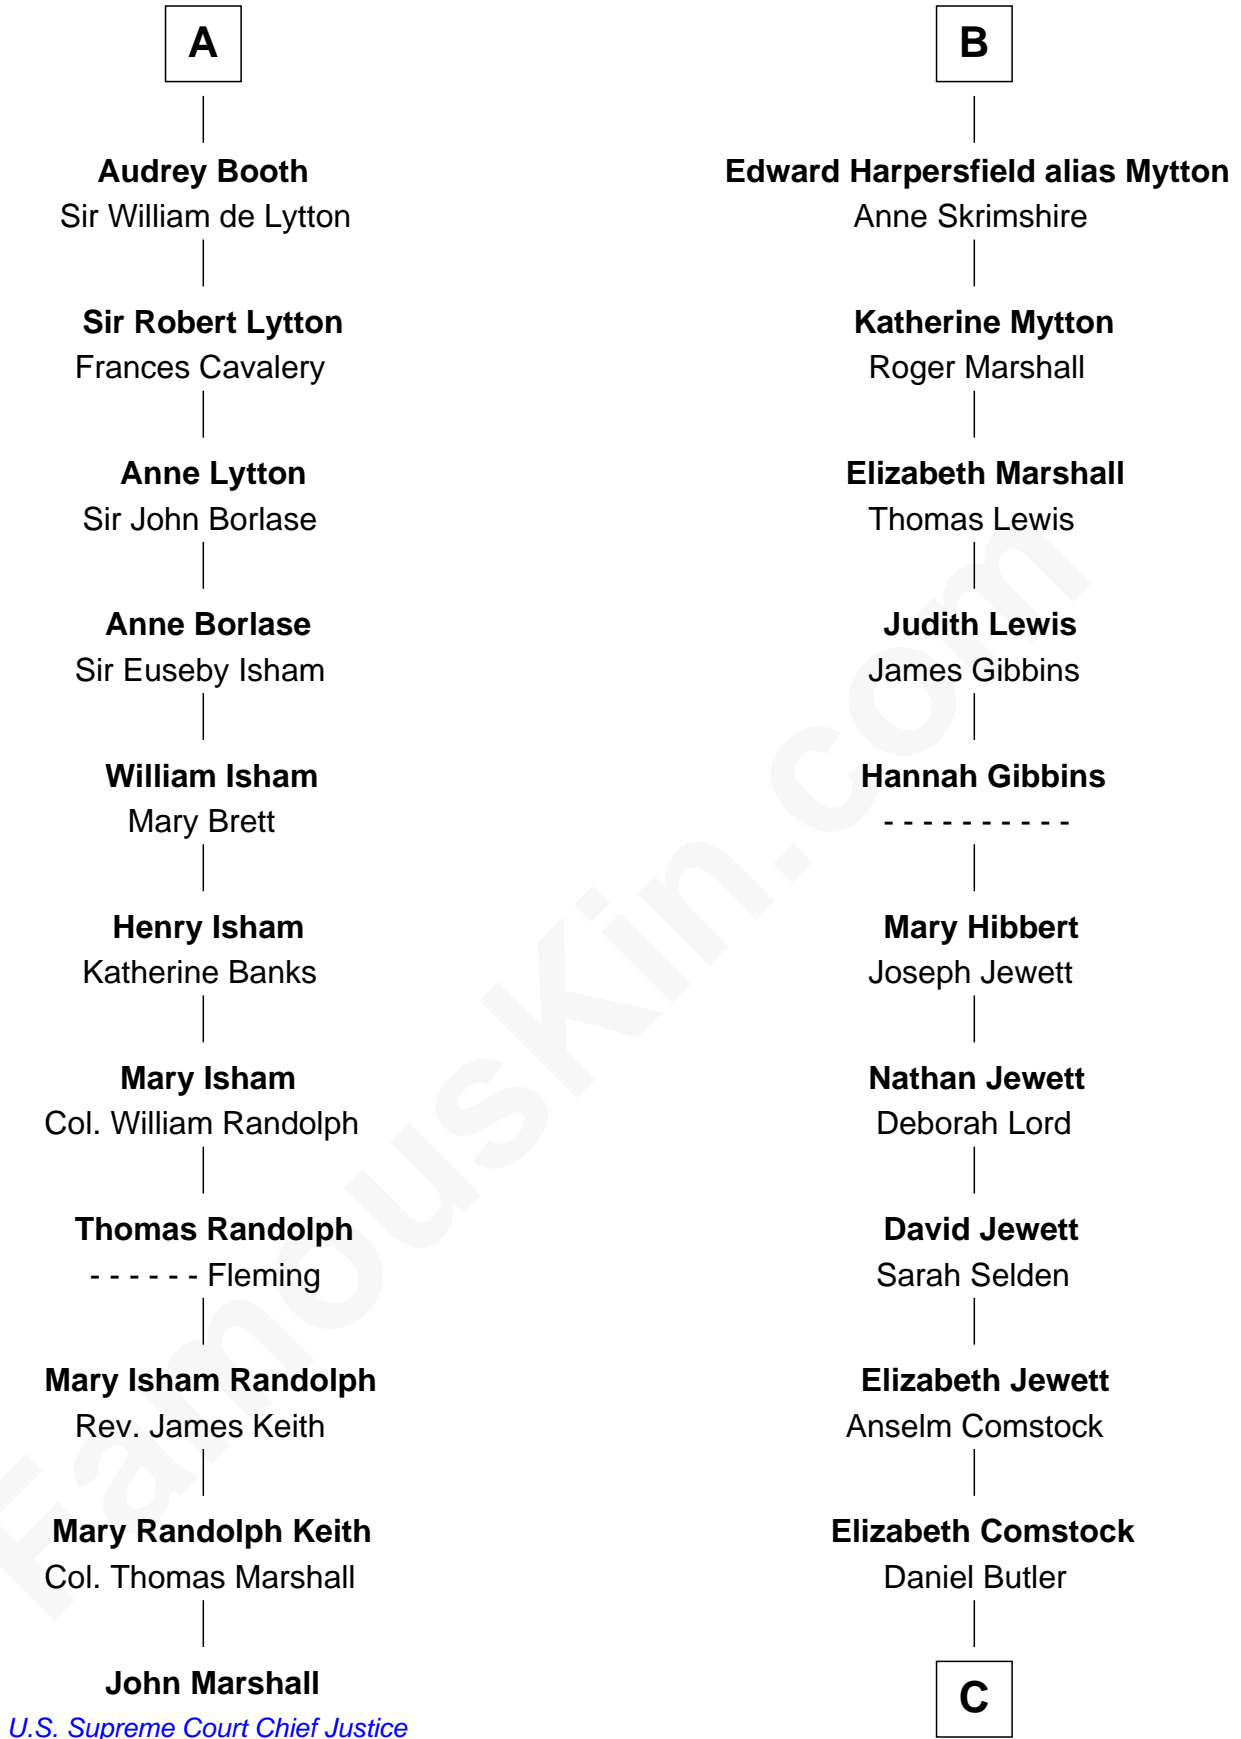 A
Audrey Booth
Sir William de Lytton
Sir Robert Lytton
Frances Cavalery
Anne Lytton
Sir John Borlase
Anne Borlase
Sir Euseby Isham
William Isham
Mary Brett
Henry Isham
Katherine Banks
Mary Isham
Col. William Randolph
Thomas Randolph
- - - - - - Fleming
Mary Isham Randolph
Rev. James Keith
Mary Randolph Keith
Col. Thomas Marshall
John Marshall
U.S. Supreme Court Chief Justice
B
Edward Harpersfield alias Mytton
Anne Skrimshire
Katherine Mytton
Roger Marshall
Elizabeth Marshall
Thomas Lewis
Judith Lewis
James Gibbins
Hannah Gibbins
- - - - - - - - - -
Mary Hibbert
Joseph Jewett
Nathan Jewett
Deborah Lord
David Jewett
Sarah Selden
Elizabeth Jewett
Anselm Comstock
Elizabeth Comstock
Daniel Butler
C
FamousKin.com